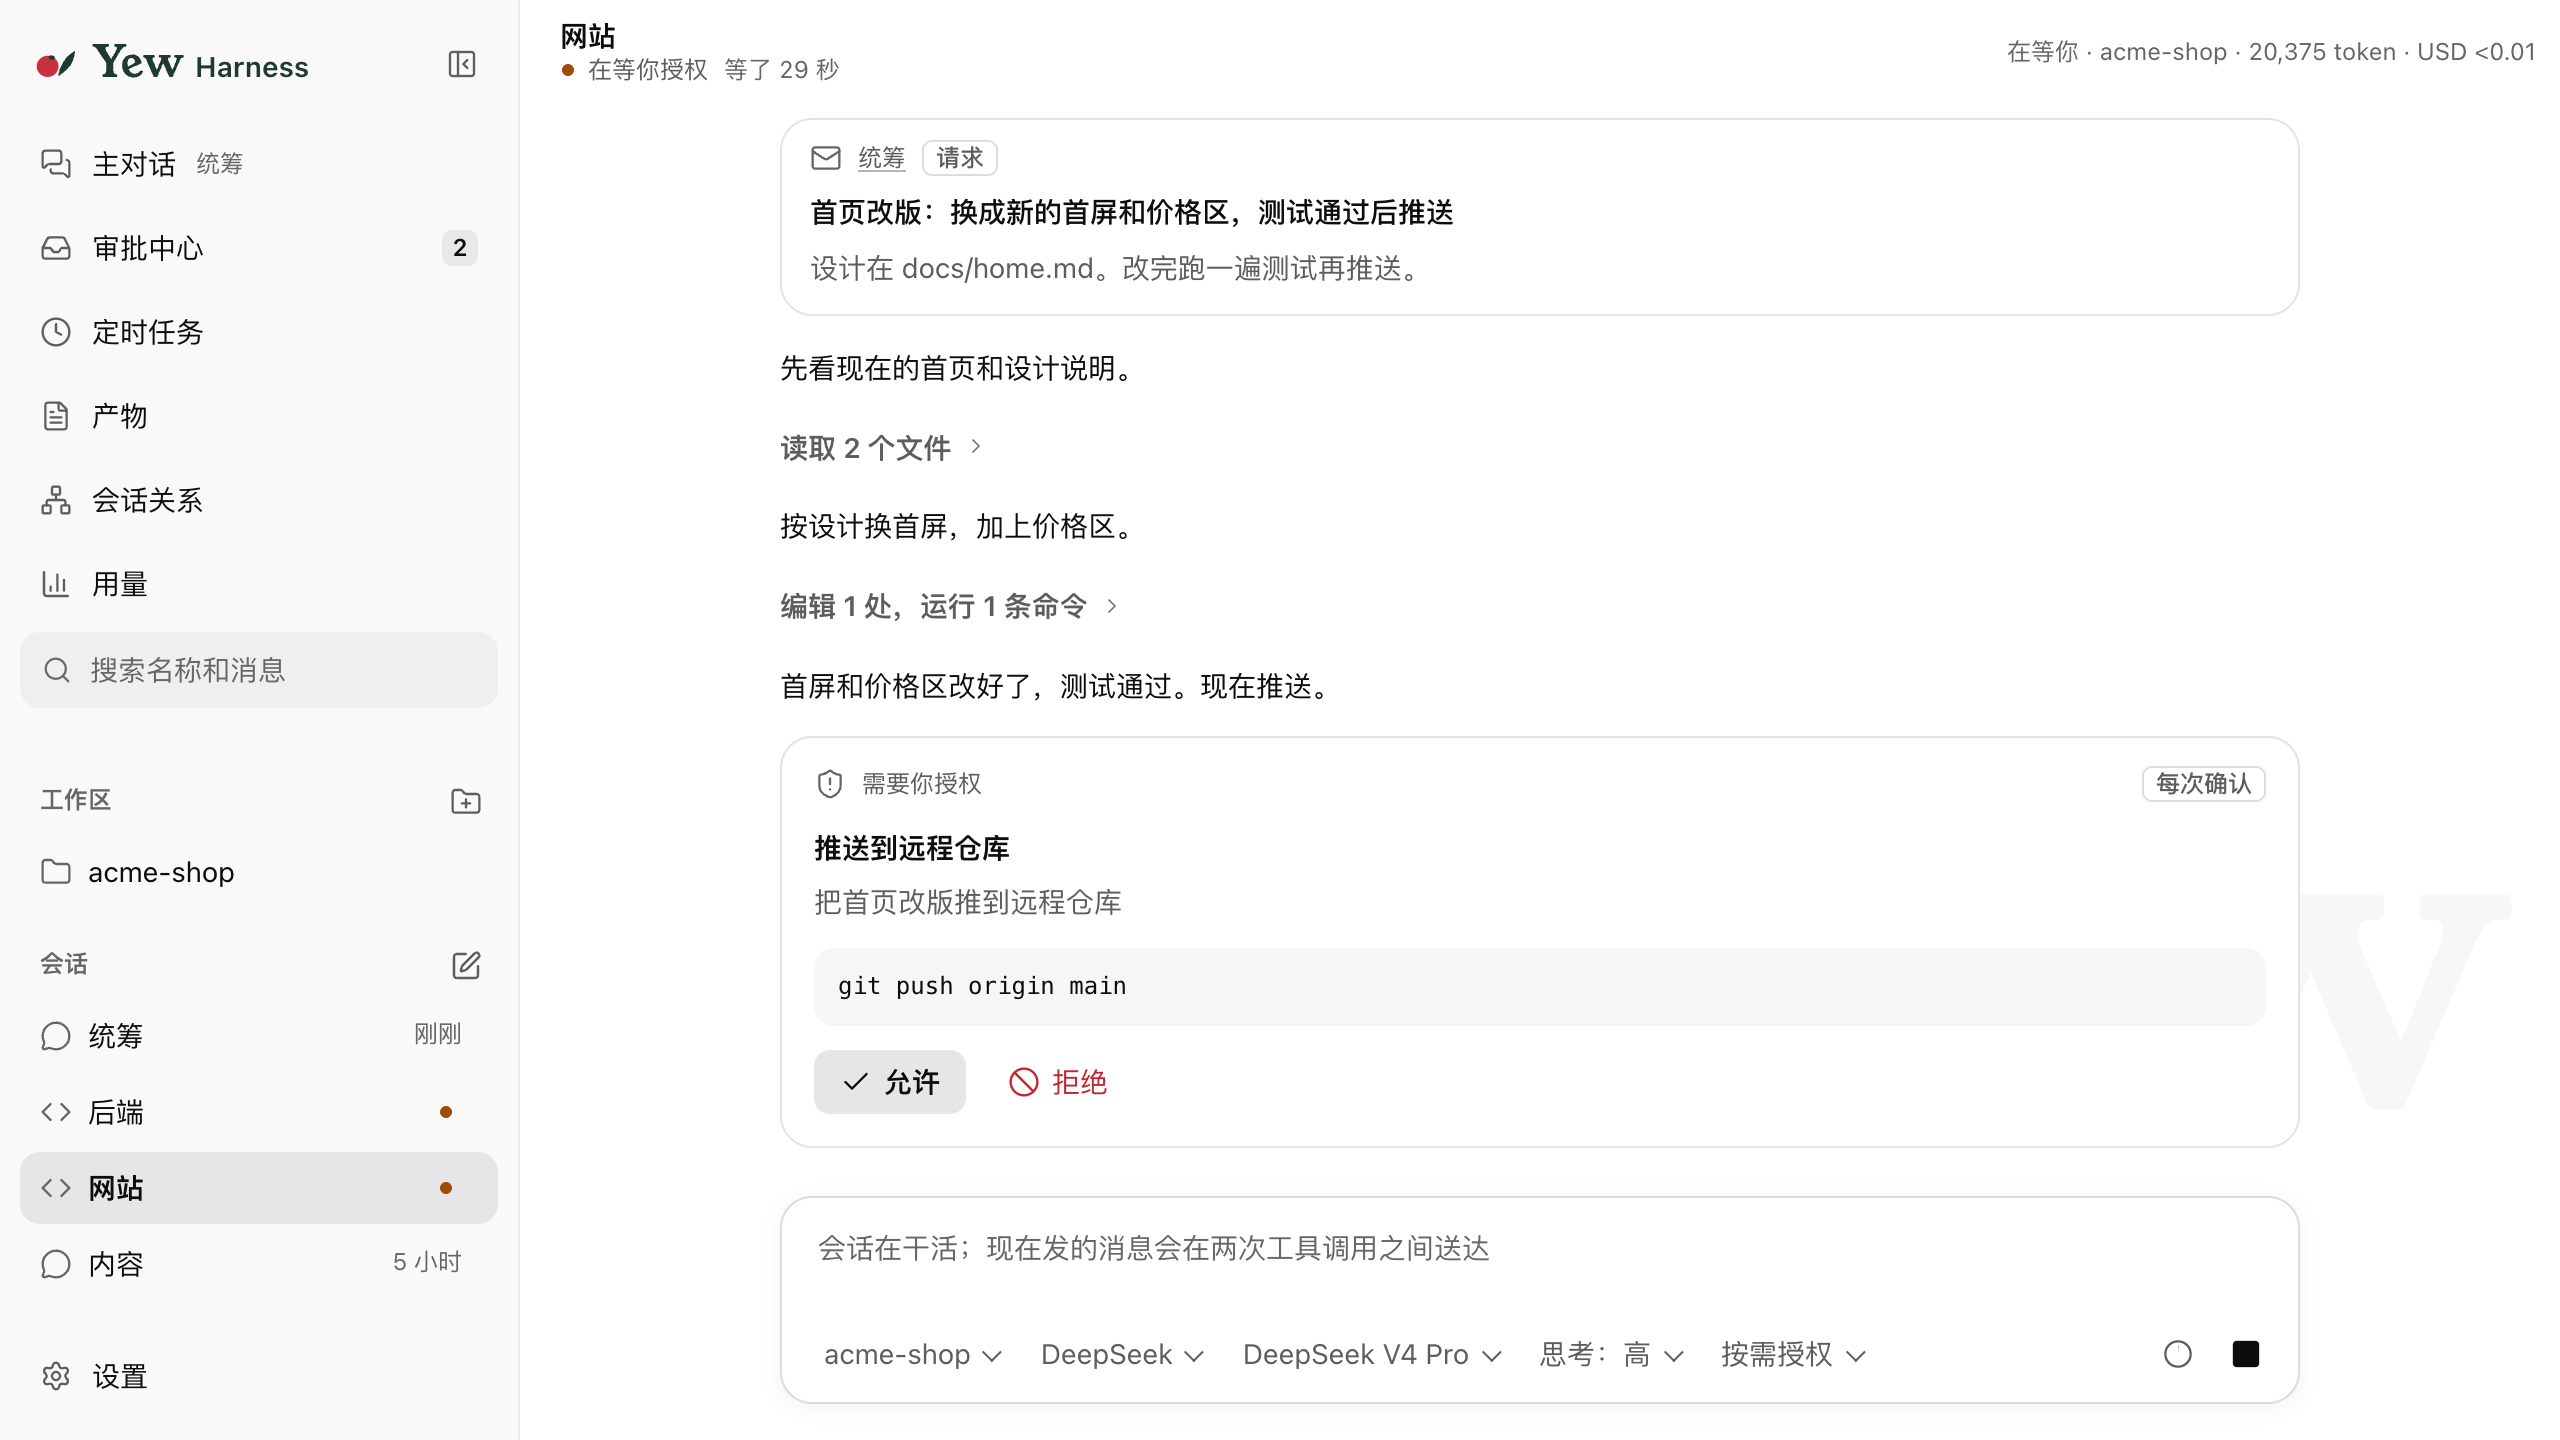 Yew Harness
主对话 统筹
审批中心 2
定时任务
产物
会话关系
用量
搜索名称和消息
工作区
acme-shop
会话
统筹 刚刚
后端
网站
内容 5 小时
设置
网站
在等你授权 等了 29 秒
在等你 · acme-shop · 20,375 token · USD <0.01
统筹 请求
首页改版：换成新的首屏和价格区，测试通过后推送
设计在 docs/home.md。改完跑一遍测试再推送。
先看现在的首页和设计说明。
读取 2 个文件
按设计换首屏，加上价格区。
编辑 1 处，运行 1 条命令
首屏和价格区改好了，测试通过。现在推送。
需要你授权 每次确认
推送到远程仓库
把首页改版推到远程仓库
git push origin main
允许 拒绝
会话在干活；现在发的消息会在两次工具调用之间送达
acme-shop DeepSeek DeepSeek V4 Pro 思考：高 按需授权